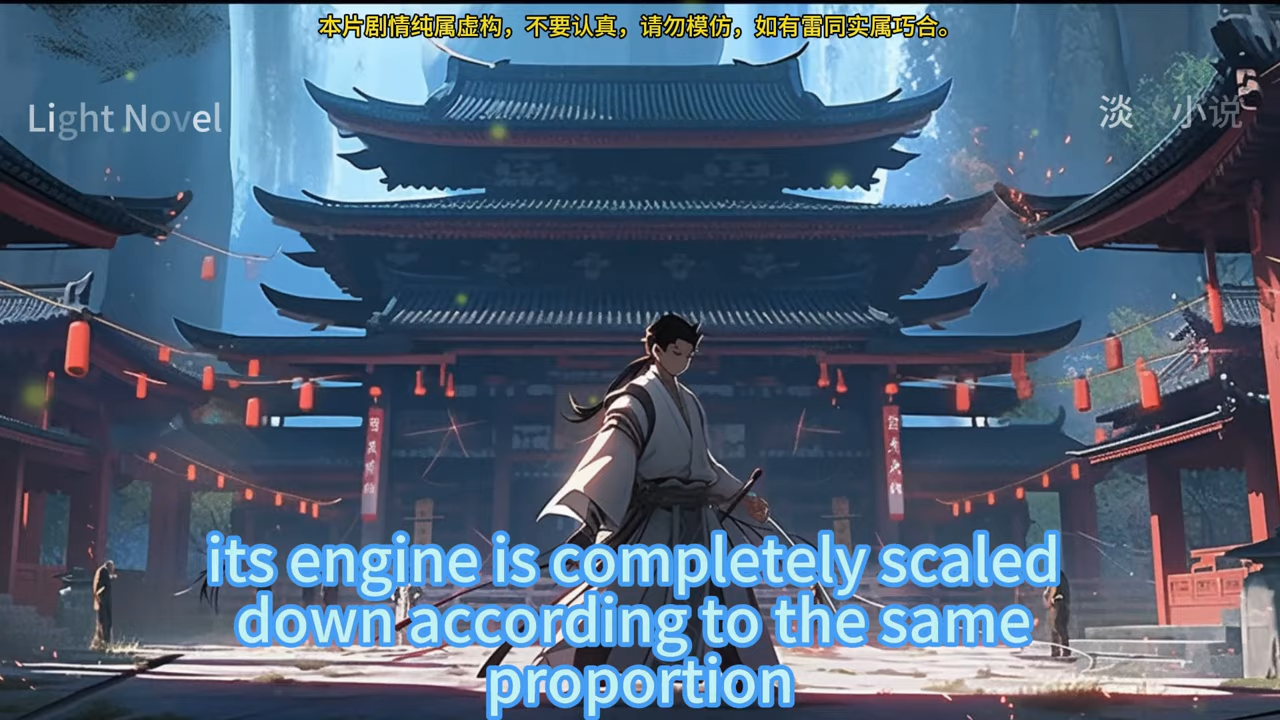 本片剧情纯属虚构，不要认真，请勿模仿，如有雷同实属巧合。
Light Novel
淡 小说
its engine is completely scaled
down according to the same
proportion